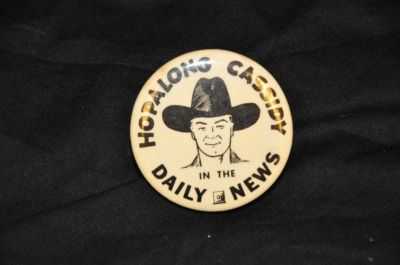 HOPALONG CASSIDY
IN THE
DAILY NEWS